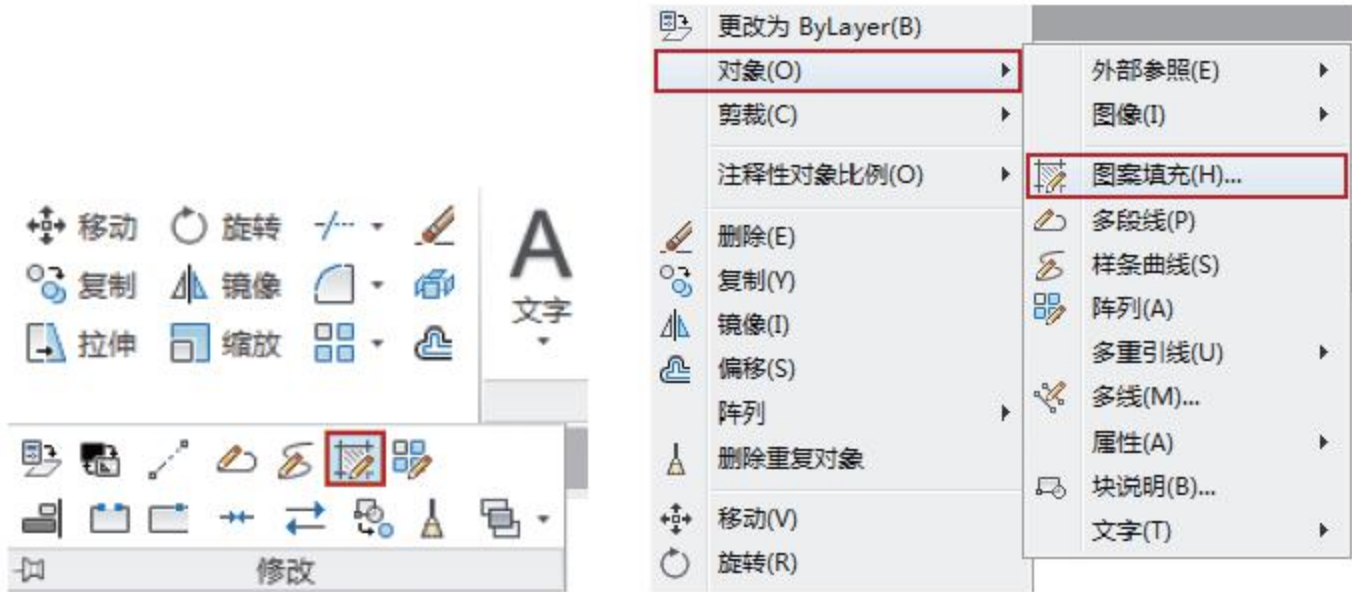 移动 旋转
复制 镜像
拉伸 缩放
A
文字
修改
更改为 ByLayer(B)
对象(O)
剪裁(C)
注释性对象比例(O)
删除(E)
复制(Y)
镜像(I)
偏移(S)
阵列
删除重复对象
移动(V)
旋转(R)
外部参照(E)
图像(I)
图案填充(H)...
多段线(P)
样条曲线(S)
阵列(A)
多重引线(U)
多线(M)...
属性(A)
块说明(B)...
文字(T)